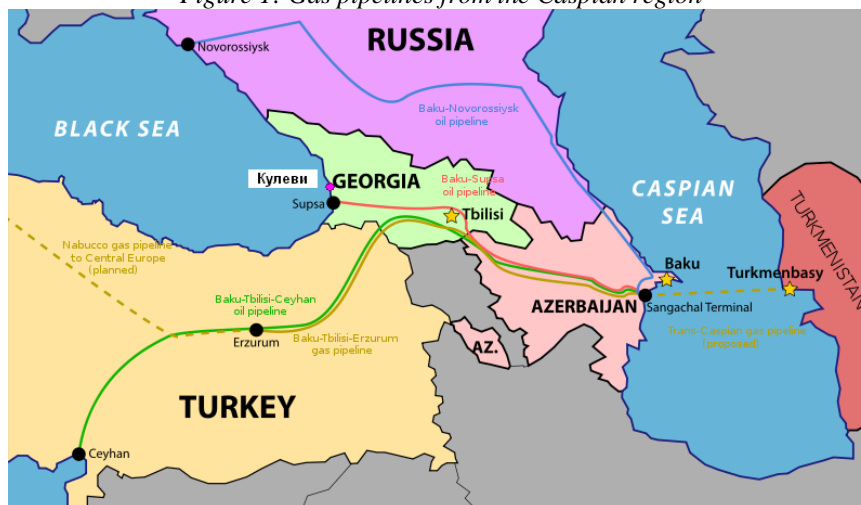 Figure 1: Gas pipelines from the Caspian region
RUSSIA
Novorossiysk
Baku-Novorossiysk
oil pipeline
BLACK SEA
Кулеви
GEORGIA
Baku-Supsa
oil pipeline
Supsa
Tbilisi
CASPIAN
SEA
TURKMENISTAN
Nabucco gas pipeline
to Central Europe
(planned)
Baku
Turkmenbasy
Baku-Tbilisi-Ceyhan
oil pipeline
AZERBAIJAN
Sangachal Terminal
Erzurum
Baku-Tbilisi-Erzurum
gas pipeline
Trans-Caspian gas pipeline
(proposed)
AZ.
TURKEY
Ceyhan